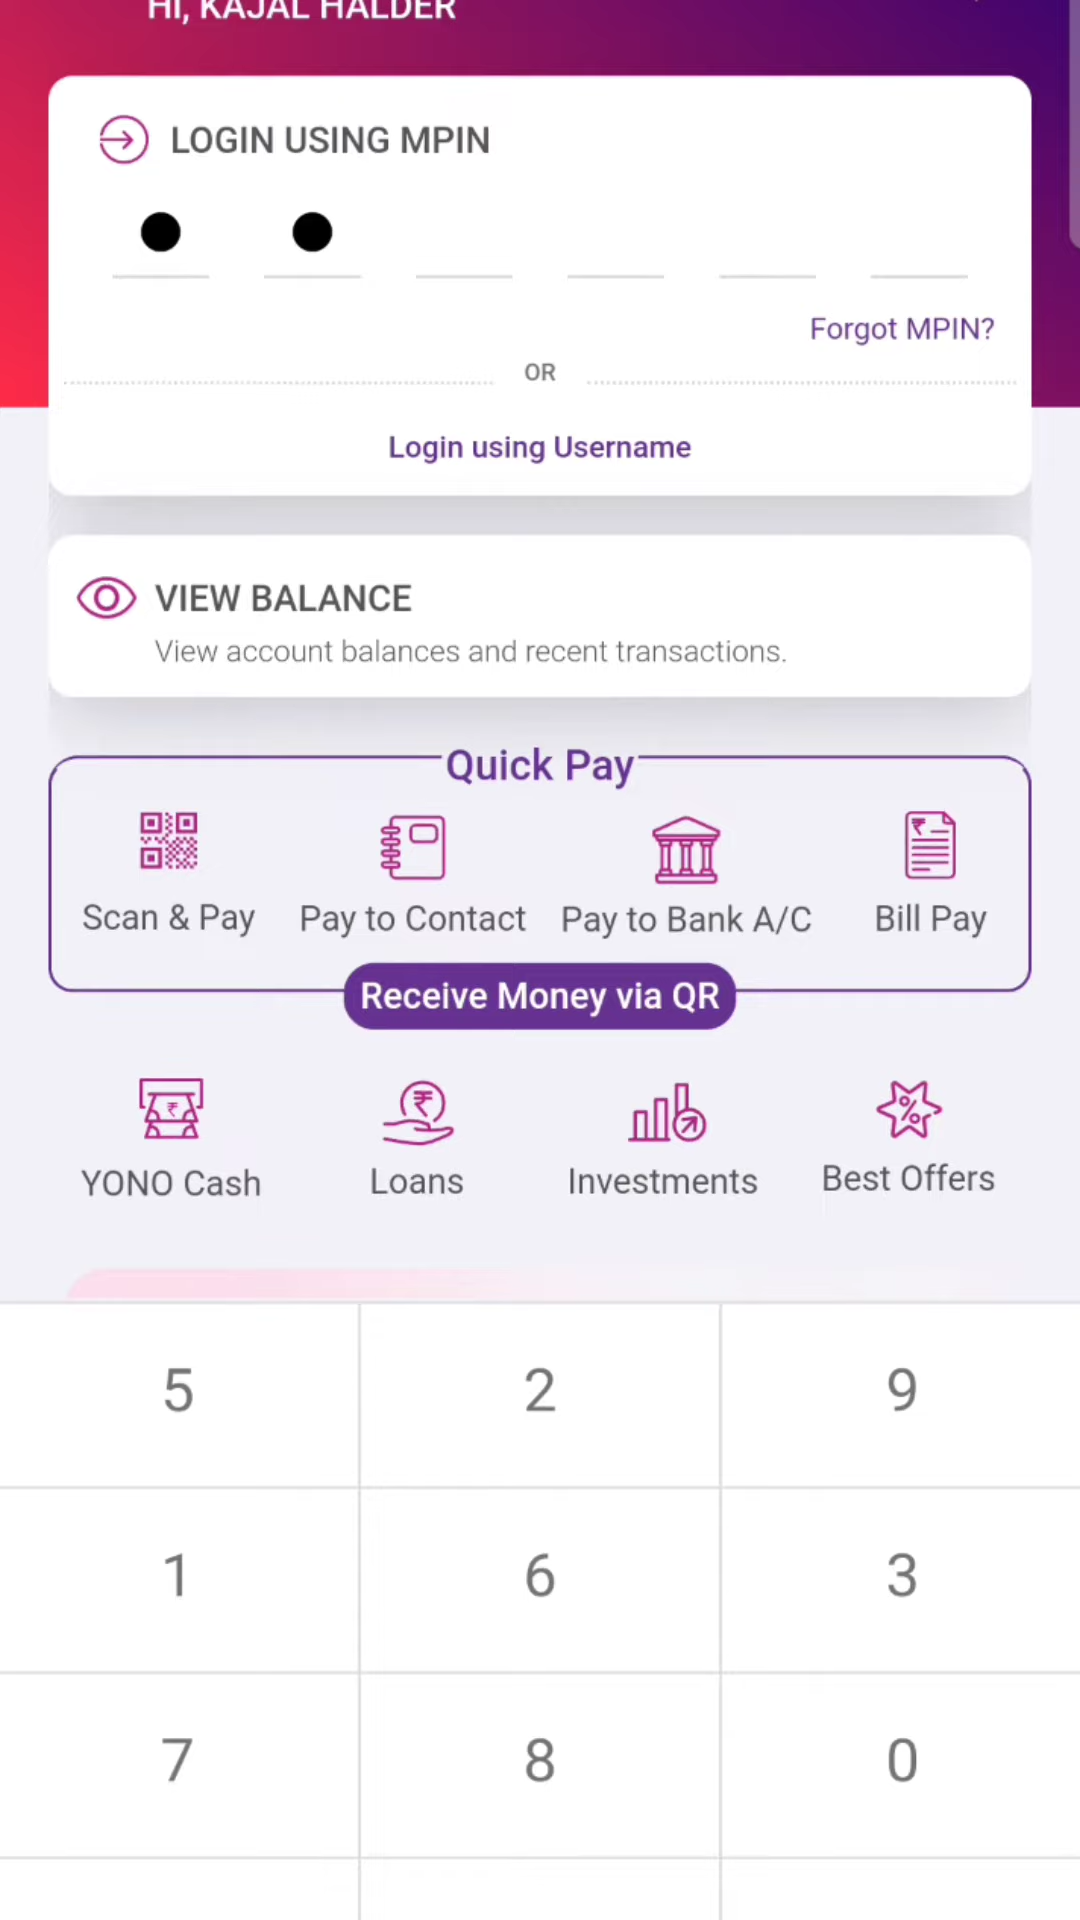 HI, KAJAL HALDER
LOGIN USING MPIN
Forgot MPIN?
OR
Login using Username
VIEW BALANCE
View account balances and recent transactions.
Quick Pay
Scan & Pay Pay to Contact Pay to Bank A/C Bill Pay
Receive Money via QR
YONO Cash Loans Investments Best Offers
5 2 9
1 6 3
7 8 0